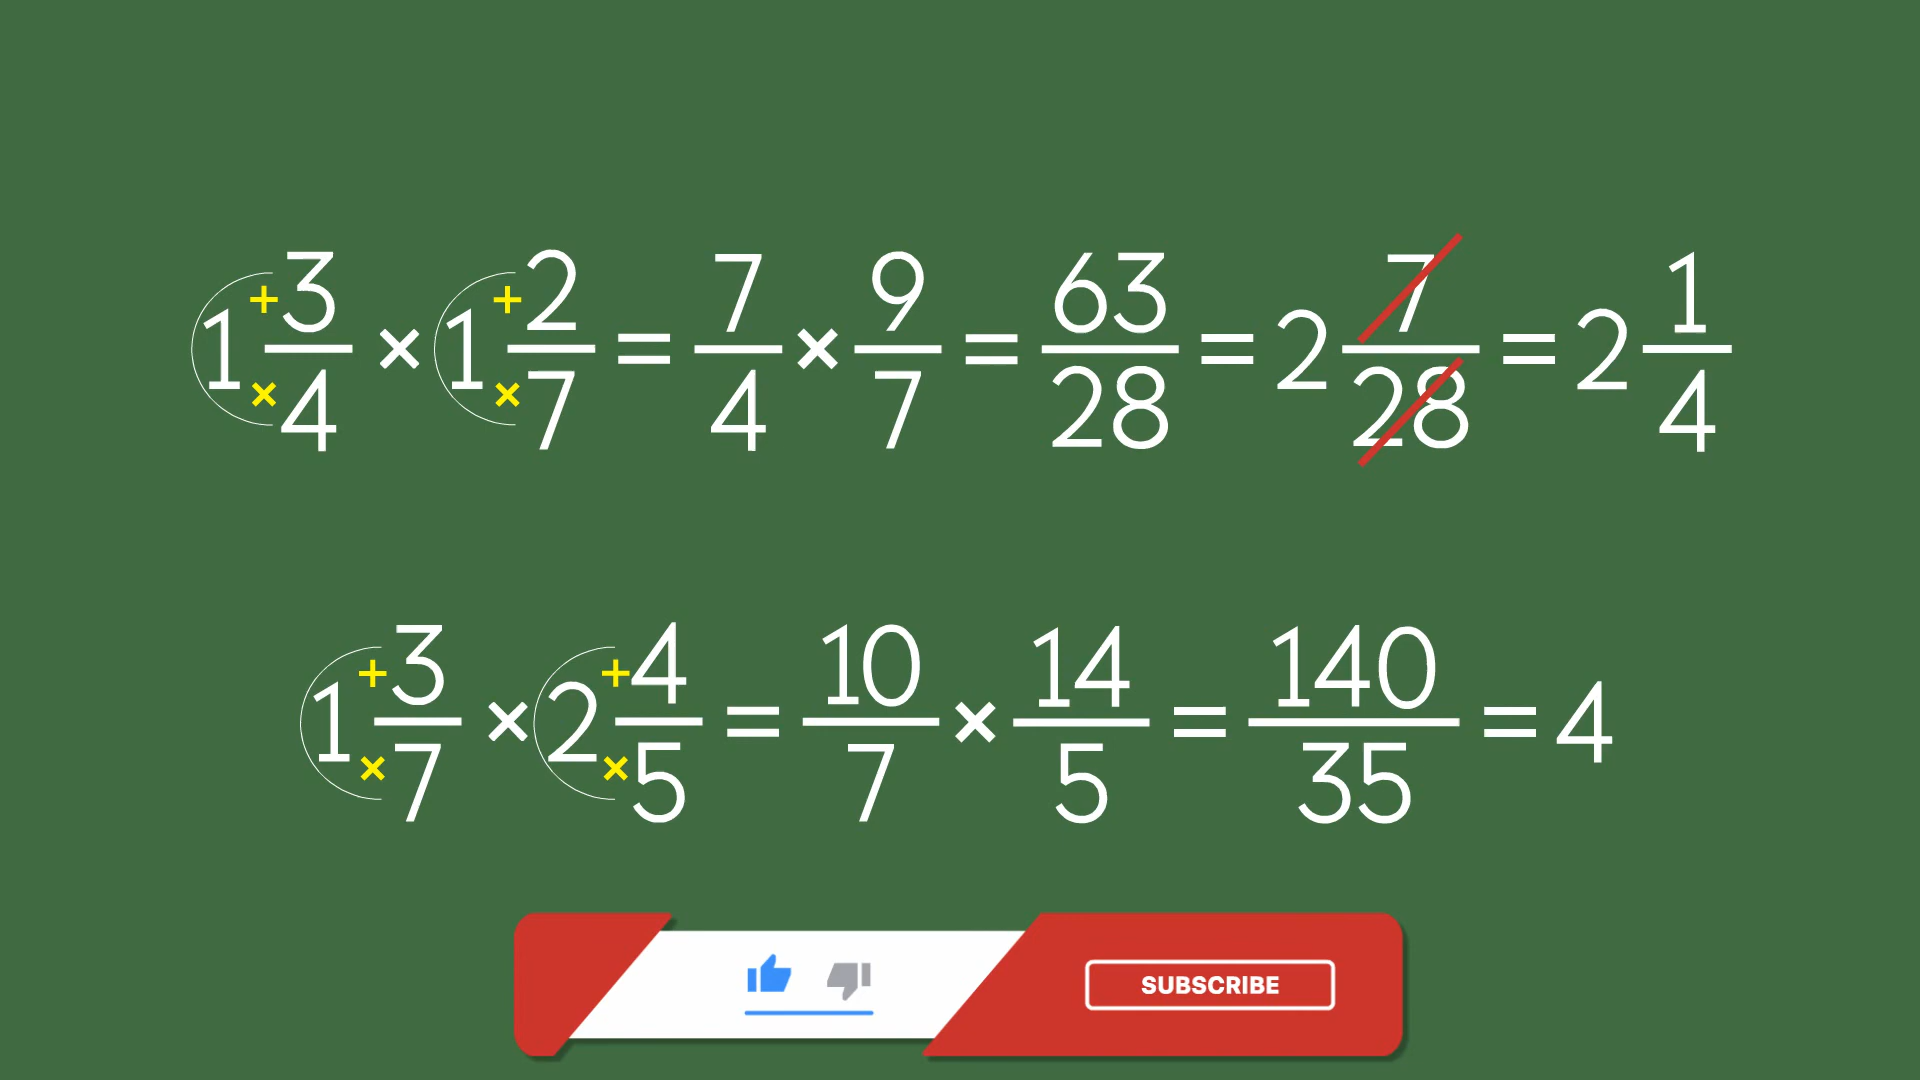 1 3/4 × 1 2/7 = 7/4 × 9/7 = 63/28 = 2 7/28 = 2 1/4
1 3/7 × 2 4/5 = 10/7 × 14/5 = 140/35 = 4
SUBSCRIBE